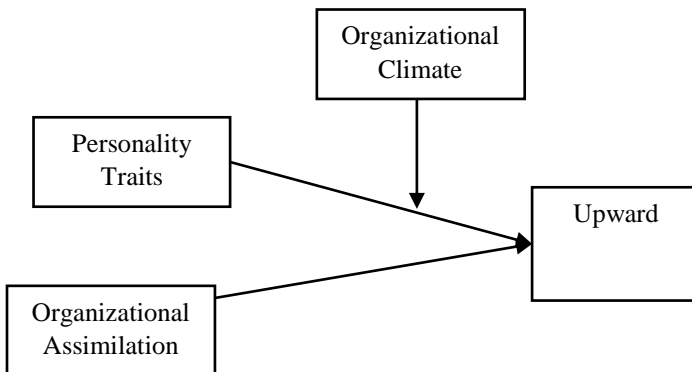 Organizational
Climate
Personality
Traits
Upward
Organizational
Assimilation